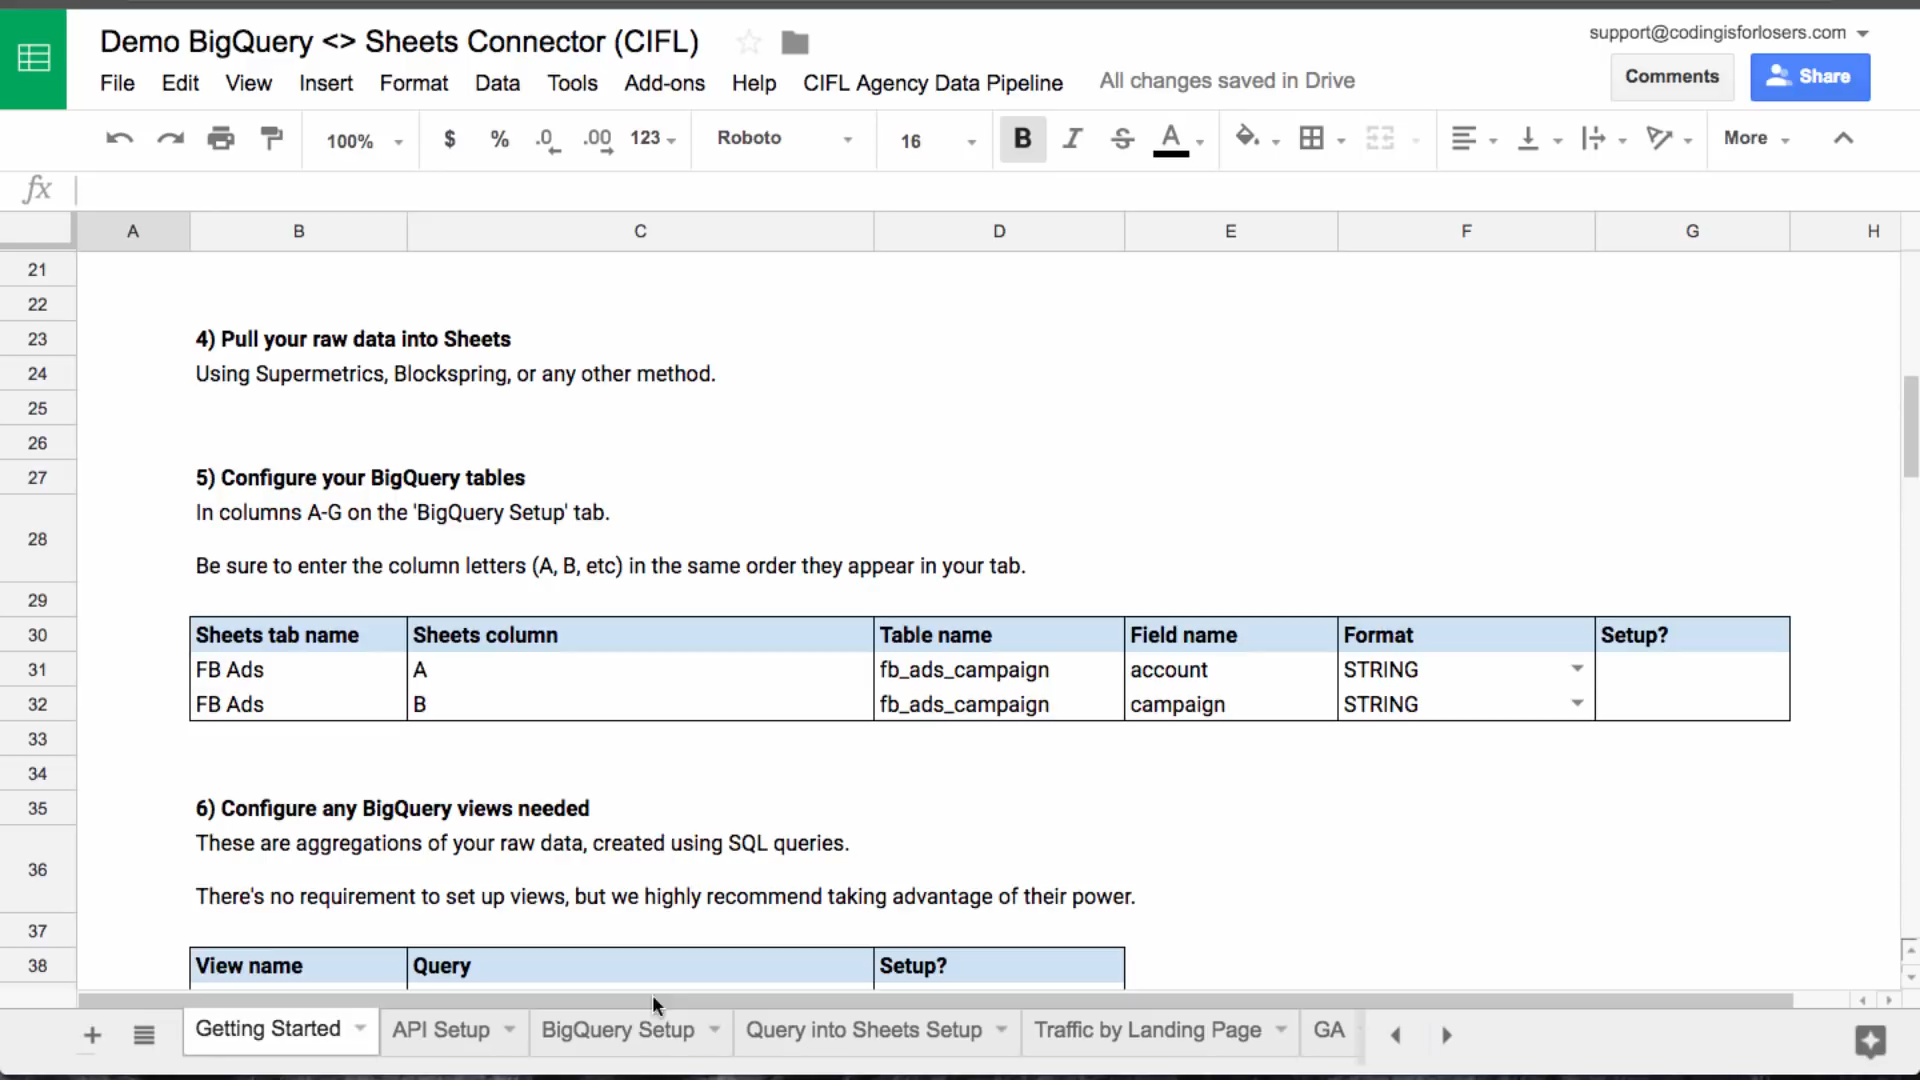 Demo BigQuery <> Sheets Connector (CIFL)
support@codingisforlosers.com
File Edit View Insert Format Data Tools Add-ons Help CIFL Agency Data Pipeline All changes saved in Drive
Comments Share
100% $ % .0 .00 123 Roboto 16 B I S A More
fx
A B C D E F G H
21
22
23 4) Pull your raw data into Sheets
24 Using Supermetrics, Blockspring, or any other method.
25
26
27 5) Configure your BigQuery tables
In columns A-G on the 'BigQuery Setup' tab.
28
Be sure to enter the column letters (A, B, etc) in the same order they appear in your tab.
29
30 Sheets tab name Sheets column Table name Field name Format Setup?
31 FB Ads A fb_ads_campaign account STRING
32 FB Ads B fb_ads_campaign campaign STRING
33
34
35 6) Configure any BigQuery views needed
These are aggregations of your raw data, created using SQL queries.
36
There's no requirement to set up views, but we highly recommend taking advantage of their power.
37
38 View name Query Setup?
+ Getting Started API Setup BigQuery Setup Query into Sheets Setup Traffic by Landing Page GA